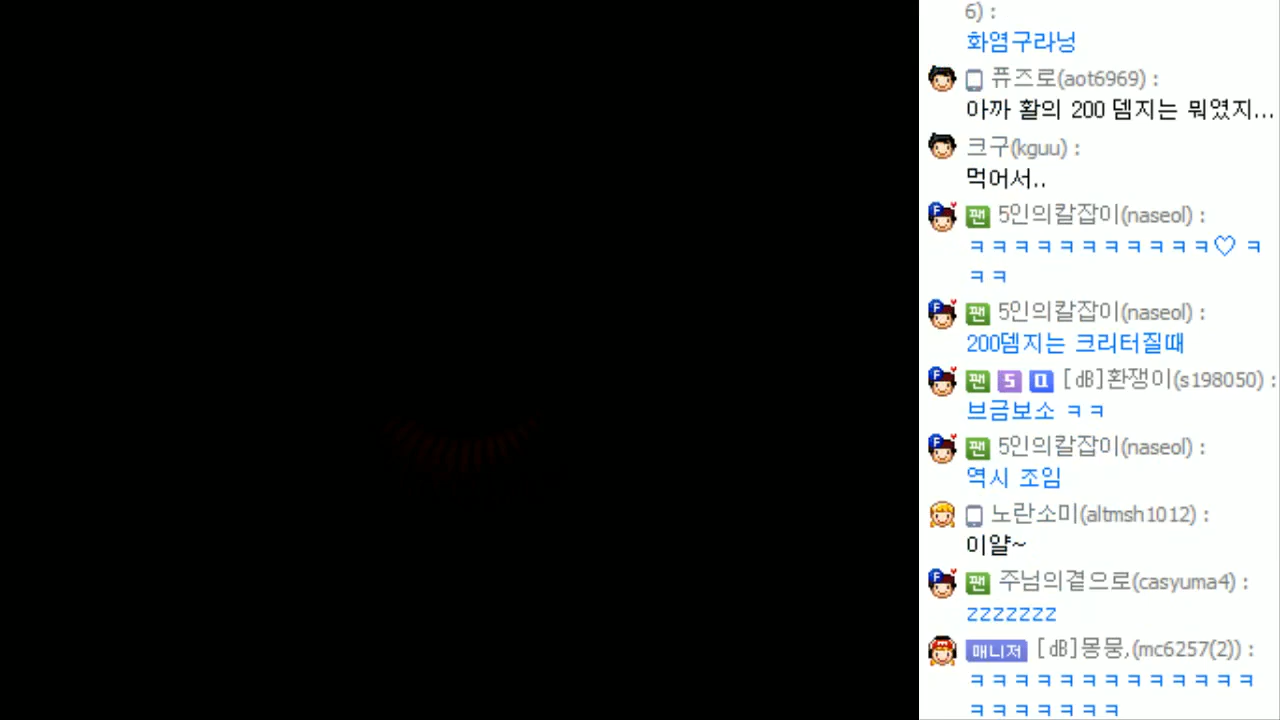 6) :
화염구라넝
퓨즈로(aot6969) :
아까 활의 200 뎀지는 뭐였지...
크구(kguu) :
먹어서..
팬 5인의칼잡이(naseol) :
ㅋㅋㅋㅋㅋㅋㅋㅋㅋㅋㅋ♡ㅋ
ㅋㅋ
팬 5인의칼잡이(naseol) :
200뎀지는 크리터질때
팬 5 Q [dB]환쟁이(s198050) :
브금보소 ㅋㅋ
팬 5인의칼잡이(naseol) :
역시 조임
노란소미(altmsh1012) :
이얄~
팬 주님의곁으로(casyuma4) :
zzzzzzz
매니저 [dB]몽뭉,(mc6257(2)) :
ㅋㅋㅋㅋㅋㅋㅋㅋㅋㅋㅋㅋㅋ
ㅋㅋㅋㅋㅋㅋㅋ